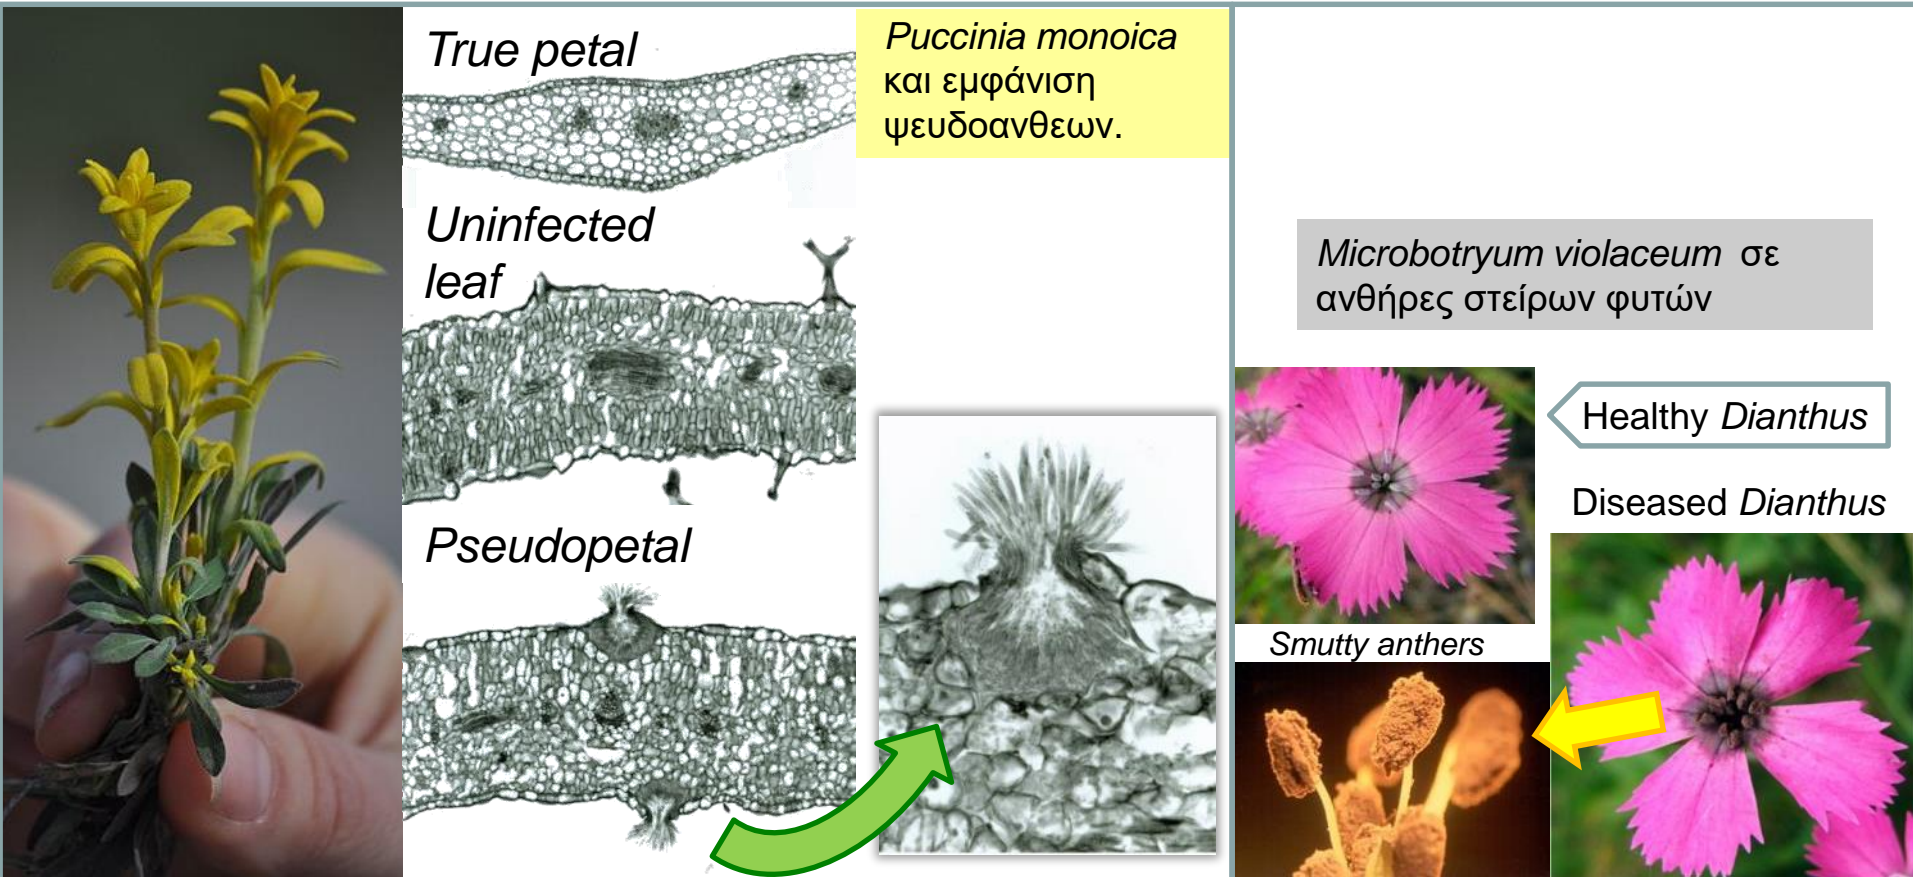 True petal
Uninfected
leaf
Pseudopetal
Puccinia monoica
και εμφάνιση
ψευδοανθεων.
Microbotryum violaceum σε
ανθήρες στείρων φυτών
Healthy Dianthus
Diseased Dianthus
Smutty anthers